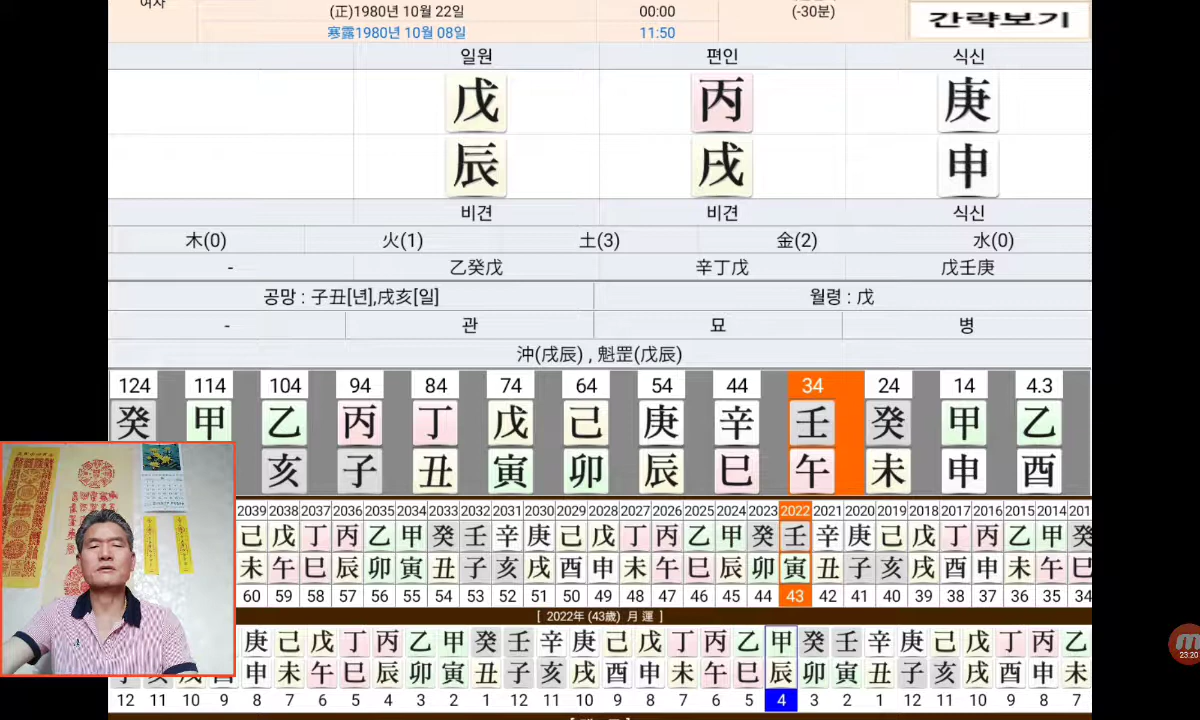 여자
(正)1980년 10월 22일 00:00 (-30분)
寒露1980년 10월 08일 11:50
간략보기
일원 편인 식신
戊 丙 庚
辰 戌 申
비견 비견 식신
木(0) 火(1) 土(3) 金(2) 水(0)
- 乙癸戊 辛丁戊 戊壬庚
공망 : 子丑[년],戌亥[일] 월령 : 戊
- 관 묘 병
沖(戌辰) , 魁罡(戊辰)
124 114 104 94 84 74 64 54 44 34 24 14 4.3
癸 甲 乙 丙 丁 戊 己 庚 辛 壬 癸 甲 乙
亥 子 丑 寅 卯 辰 巳 午 未 申 酉
2039 2038 2037 2036 2035 2034 2033 2032 2031 2030 2029 2028 2027 2026 2025 2024 2023 2022 2021 2020 2019 2018 2017 2016 2015 2014 201
己 戊 丁 丙 乙 甲 癸 壬 辛 庚 己 戊 丁 丙 乙 甲 癸 壬 辛 庚 己 戊 丁 丙 乙 甲 癸
未 午 巳 辰 卯 寅 丑 子 亥 戌 酉 申 未 午 巳 辰 卯 寅 丑 子 亥 戌 酉 申 未 午 巳
60 59 58 57 56 55 54 53 52 51 50 49 48 47 46 45 44 43 42 41 40 39 38 37 36 35 34
[ 2022年 (43歲) 月 運 ]
庚 己 戊 丁 丙 乙 甲 癸 壬 辛 庚 己 戊 丁 丙 乙 甲 癸 壬 辛 庚 己 戊 丁 丙 乙
申 未 午 巳 辰 卯 寅 丑 子 亥 戌 酉 申 未 午 巳 辰 卯 寅 丑 子 亥 戌 酉 申 未
12 11 10 9 8 7 6 5 4 3 2 1 12 11 10 9 8 7 6 5 4 3 2 1 12 11 10 9 8 7
23:20